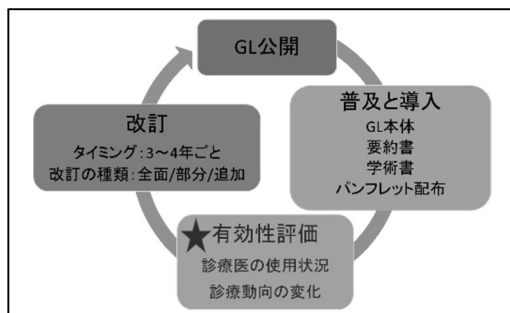 GL公開
普及と導入
GL本体
要約書
学術書
パンフレット配布
★有効性評価
診療医の使用状況
診療動向の変化
改訂
タイミング：3～4年ごと
改訂の種類：全面/部分/追加